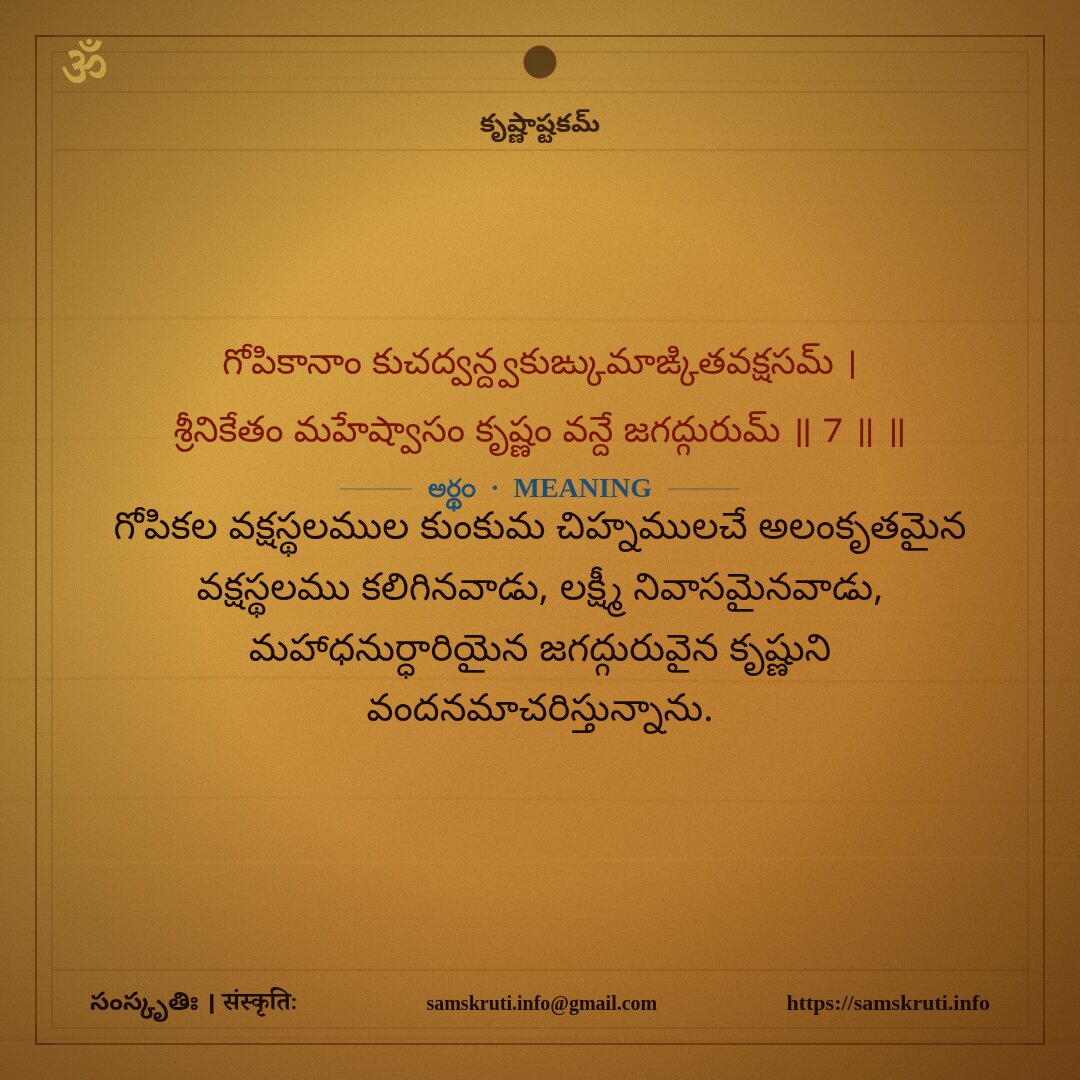 ॐ
కృష్ణాష్టకమ్
గోపికానాం కుచద్వన్ద్వకుఙ్కుమాఙ్కితవక్షసమ్ ।
శ్రీనికేతం మహేష్వాసం కృష్ణం వన్దే జగద్గురుమ్ ॥ 7 ॥ ॥
అర్థం · MEANING
గోపికల వక్షస్థలముల కుంకుమ చిహ్నములచే అలంకృతమైన
వక్షస్థలము కలిగినవాడు, లక్ష్మీ నివాసమైనవాడు,
మహాధనుర్ధారియైన జగద్గురువైన కృష్ణుని
వందనమాచరిస్తున్నాను.
సంస్కృతిః | संस्कृतिः samskruti.info@gmail.com https://samskruti.info